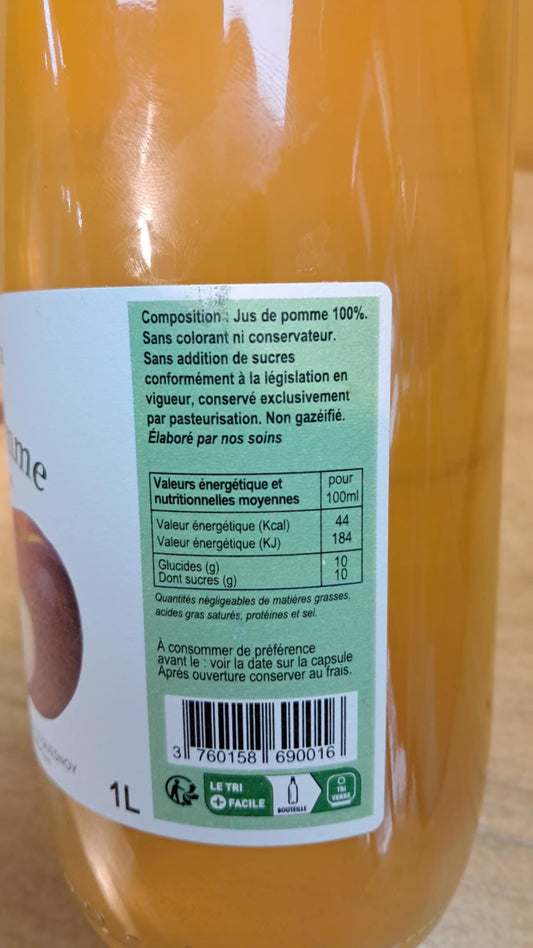 mme
Composition : Jus de pomme 100%.
Sans colorant ni conservateur.
Sans addition de sucres
conformément à la législation en
vigueur, conservé exclusivement
par pasteurisation. Non gazéifié.
Élaboré par nos soins
Valeurs énergétique et
nutritionnelles moyennes
pour
100ml
Valeur énergétique (Kcal) 44
Valeur énergétique (KJ) 184
Glucides (g) 10
Dont sucres (g) 10
Quantités négligeables de matières grasses,
acides gras saturés, protéines et sel.
À consommer de préférence
avant le : voir la date sur la capsule
Après ouverture conserver au frais.
3 760158 690016
LE TRI
+ FACILE
BOUTEILLE
TRI
VERRE
1L